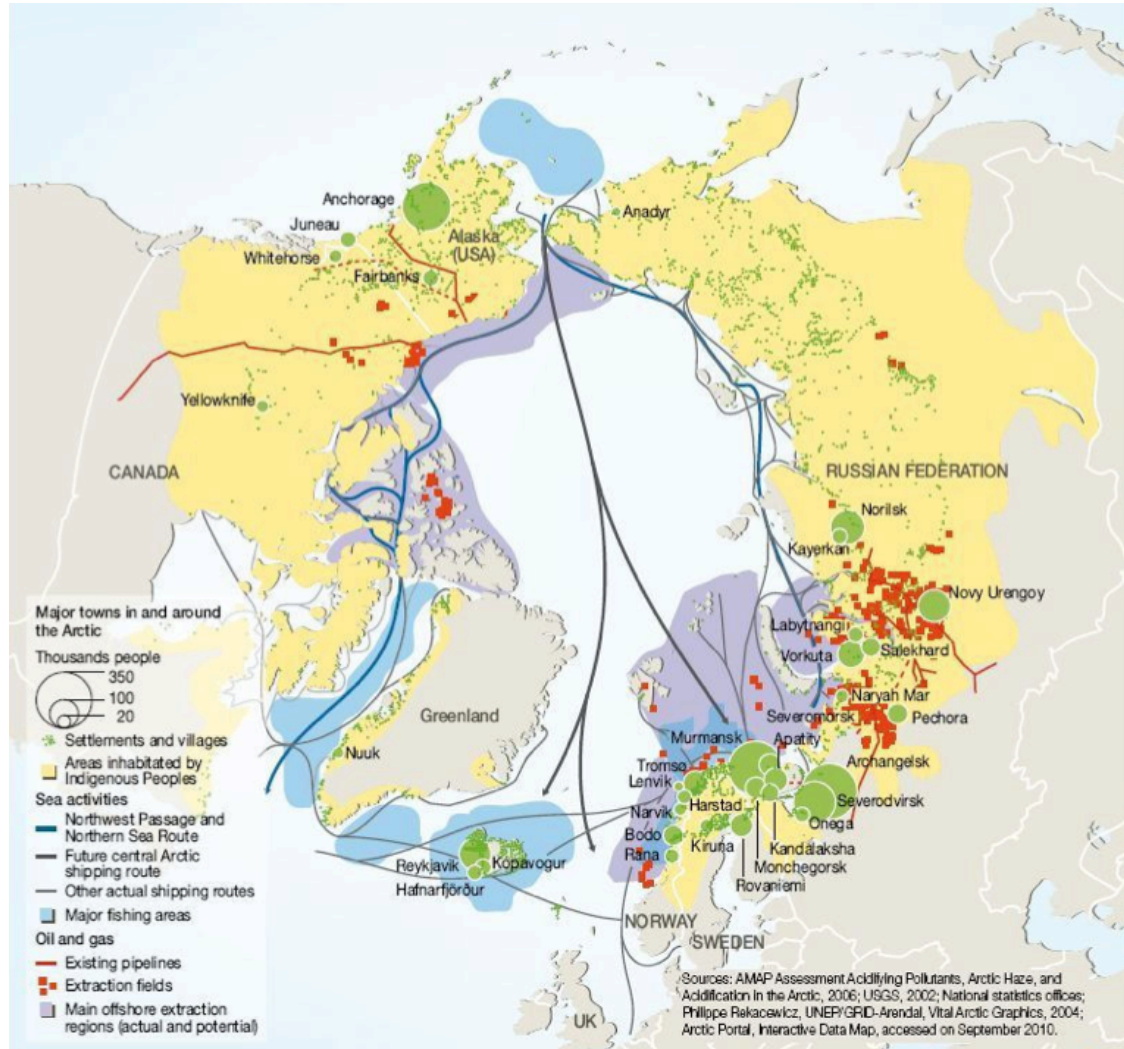 Anchorage
Juneau
Whitehorse
Alaska
(USA)
Fairbanks
Anadyr
Yellowknife
CANADA
RUSSIAN FEDERATION
Norilsk
Kayerkan
Novy Urengoy
Labytnangi
Salekhard
Vorkuta
Naryah Mar
Pechora
Severomorsk
Murmansk
Apatity
Archangelsk
Tromsø
Lenvik
Harstad
Severodvirsk
Narvik
Onega
Bodo
Kiruna
Kandalaksha
Rana
Monchegorsk
Rovaniemi
Greenland
Nuuk
Reykjavik
Kopavogur
Hafnarfjörður
NORWAY
SWEDEN
UK
Major towns in and around
the Arctic
Thousands people
350
100
20
Settlements and villages
Areas inhabitated by
Indigenous Peoples
Sea activities
Northwest Passage and
Northern Sea Route
Future central Arctic
shipping route
Other actual shipping routes
Major fishing areas
Oil and gas
Existing pipelines
Extraction fields
Main offshore extraction
regions (actual and potential)
Sources: AMAP Assessment Acidifying Pollutants, Arctic Haze, and
Acidification in the Arctic, 2006; USGS, 2002; National statistics offices;
Philippe Rekacewicz, UNEP/GRID-Arendal, Vital Arctic Graphics, 2004;
Arctic Portal, Interactive Data Map, accessed on September 2010.